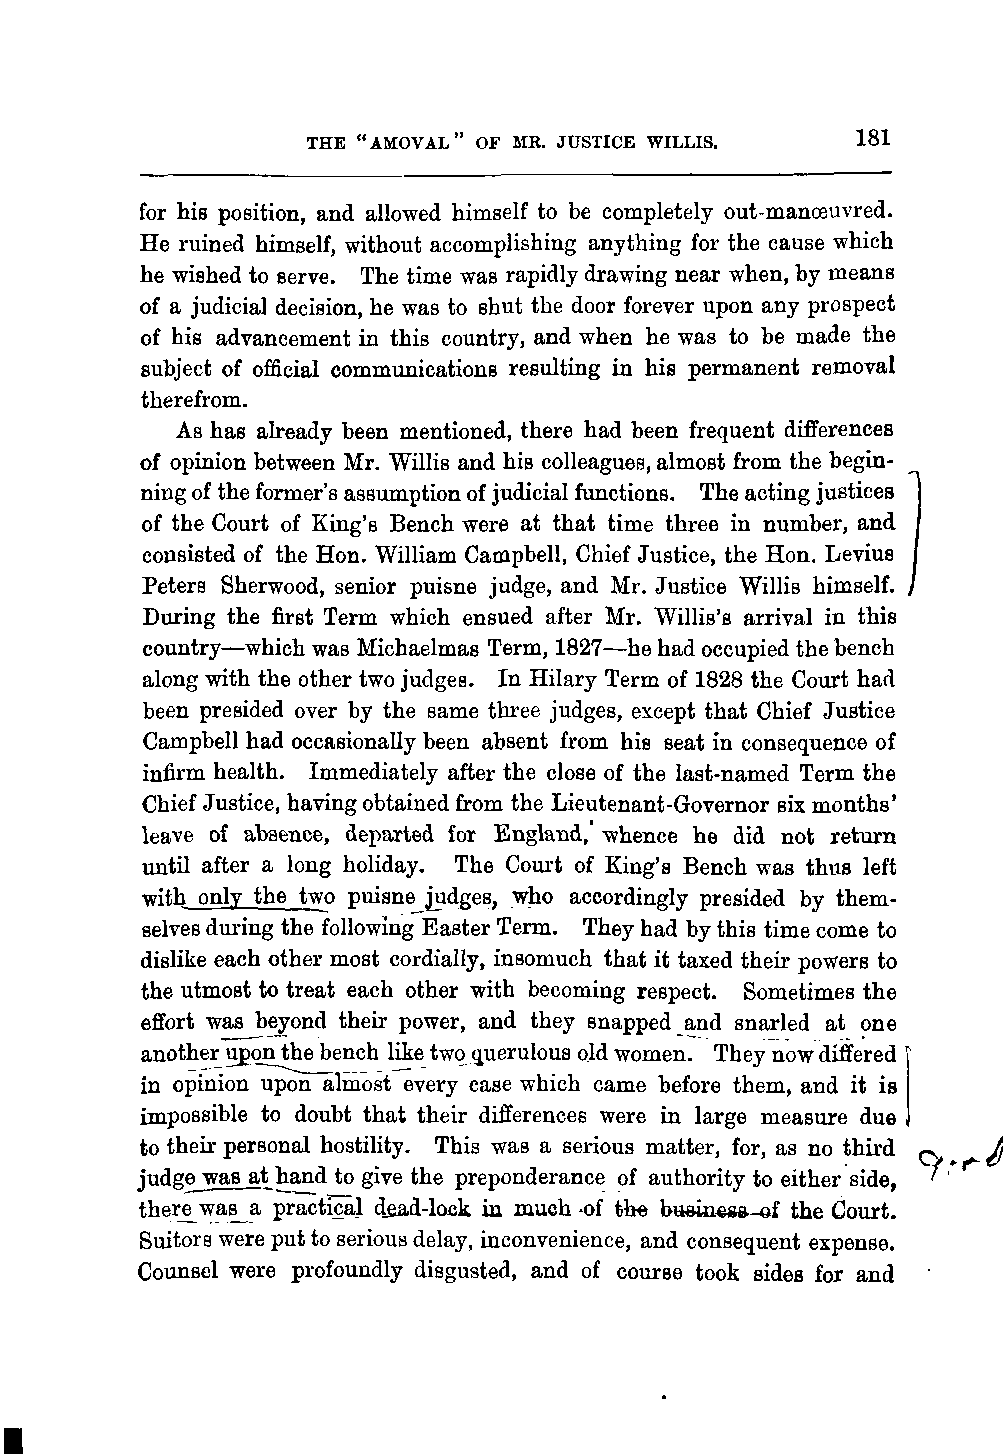 THE "AMOVAL" OF MR. JUSTICE WILLIS. 181
for his position, and allowed himself to be completely out-manœuvred.
He ruined himself, without accomplishing anything for the cause which
he wished to serve. The time was rapidly drawing near when, by means
of a judicial decision, he was to shut the door forever upon any prospect
of his advancement in this country, and when he was to be made the
subject of official communications resulting in his permanent removal
therefrom.
As has already been mentioned, there had been frequent differences
of opinion between Mr. Willis and his colleagues, almost from the begin-
ning of the former's assumption of judicial functions. The acting justices
of the Court of King's Bench were at that time three in number, and
consisted of the Hon. William Campbell, Chief Justice, the Hon. Levius
Peters Sherwood, senior puisne judge, and Mr. Justice Willis himself.
During the first Term which ensued after Mr. Willis's arrival in this
country—which was Michaelmas Term, 1827—he had occupied the bench
along with the other two judges. In Hilary Term of 1828 the Court had
been presided over by the same three judges, except that Chief Justice
Campbell had occasionally been absent from his seat in consequence of
infirm health. Immediately after the close of the last-named Term the
Chief Justice, having obtained from the Lieutenant-Governor six months'
leave of absence, departed for England, whence he did not return
until after a long holiday. The Court of King's Bench was thus left
with only the two puisne judges, who accordingly presided by them-
selves during the following Easter Term. They had by this time come to
dislike each other most cordially, insomuch that it taxed their powers to
the utmost to treat each other with becoming respect. Sometimes the
effort was beyond their power, and they snapped and snarled at one
another upon the bench like two querulous old women. They now differed
in opinion upon almost every case which came before them, and it is
impossible to doubt that their differences were in large measure due
to their personal hostility. This was a serious matter, for, as no third
judge was at hand to give the preponderance of authority to either side,
there was a practical dead-lock in much of the business of the Court.
Suitors were put to serious delay, inconvenience, and consequent expense.
Counsel were profoundly disgusted, and of course took sides for and